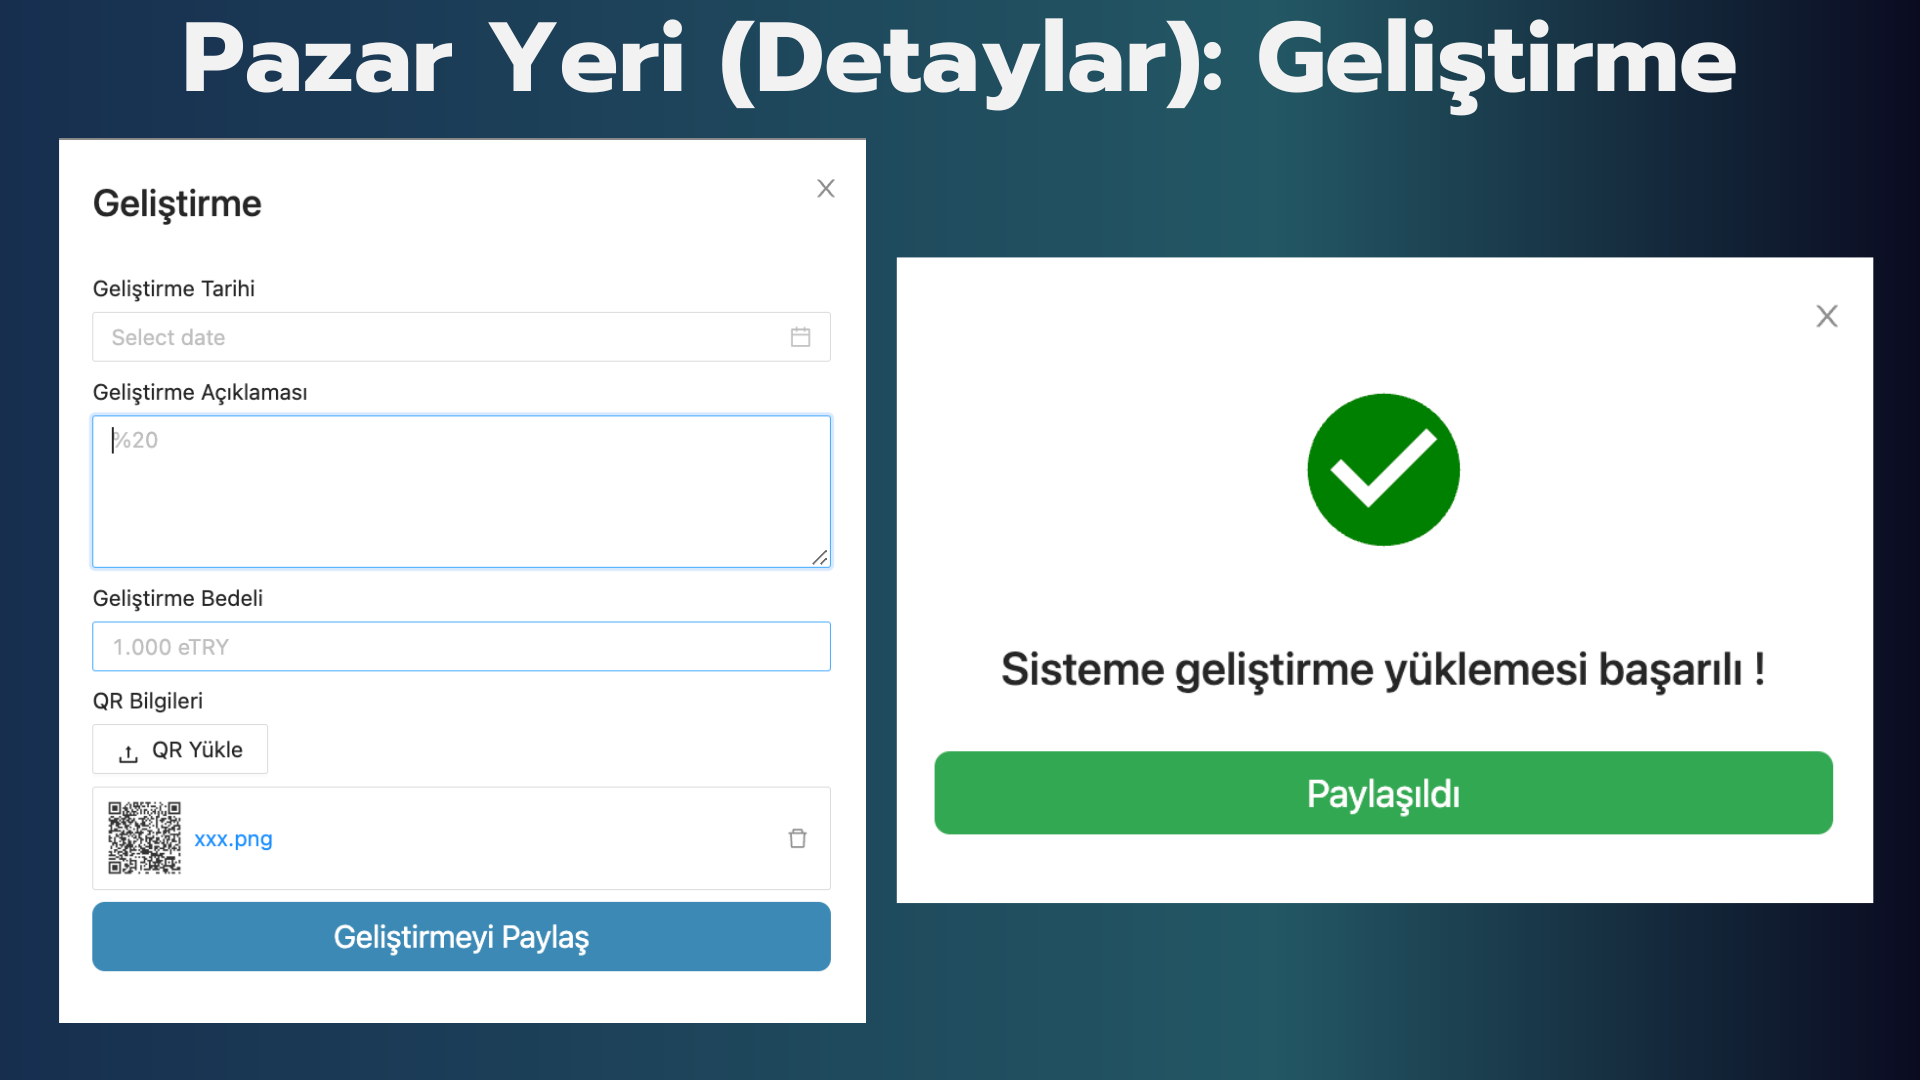 Pazar Yeri (Detaylar): Geliştirme
Geliştirme
Geliştirme Tarihi
Select date
Geliştirme Açıklaması
%20
Geliştirme Bedeli
1.000 eTRY
QR Bilgileri
QR Yükle
xxx.png
Geliştirmeyi Paylaş
Sisteme geliştirme yüklemesi başarılı !
Paylaşıldı